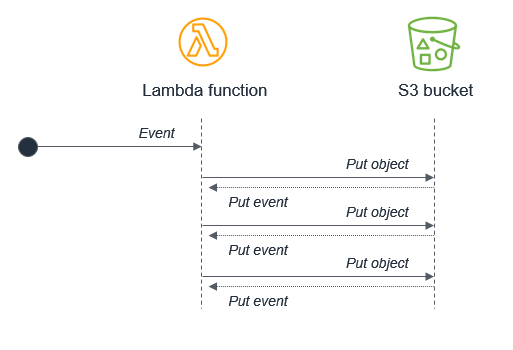 Lambda function
S3 bucket
Event
Put object
Put event
Put object
Put event
Put object
Put event